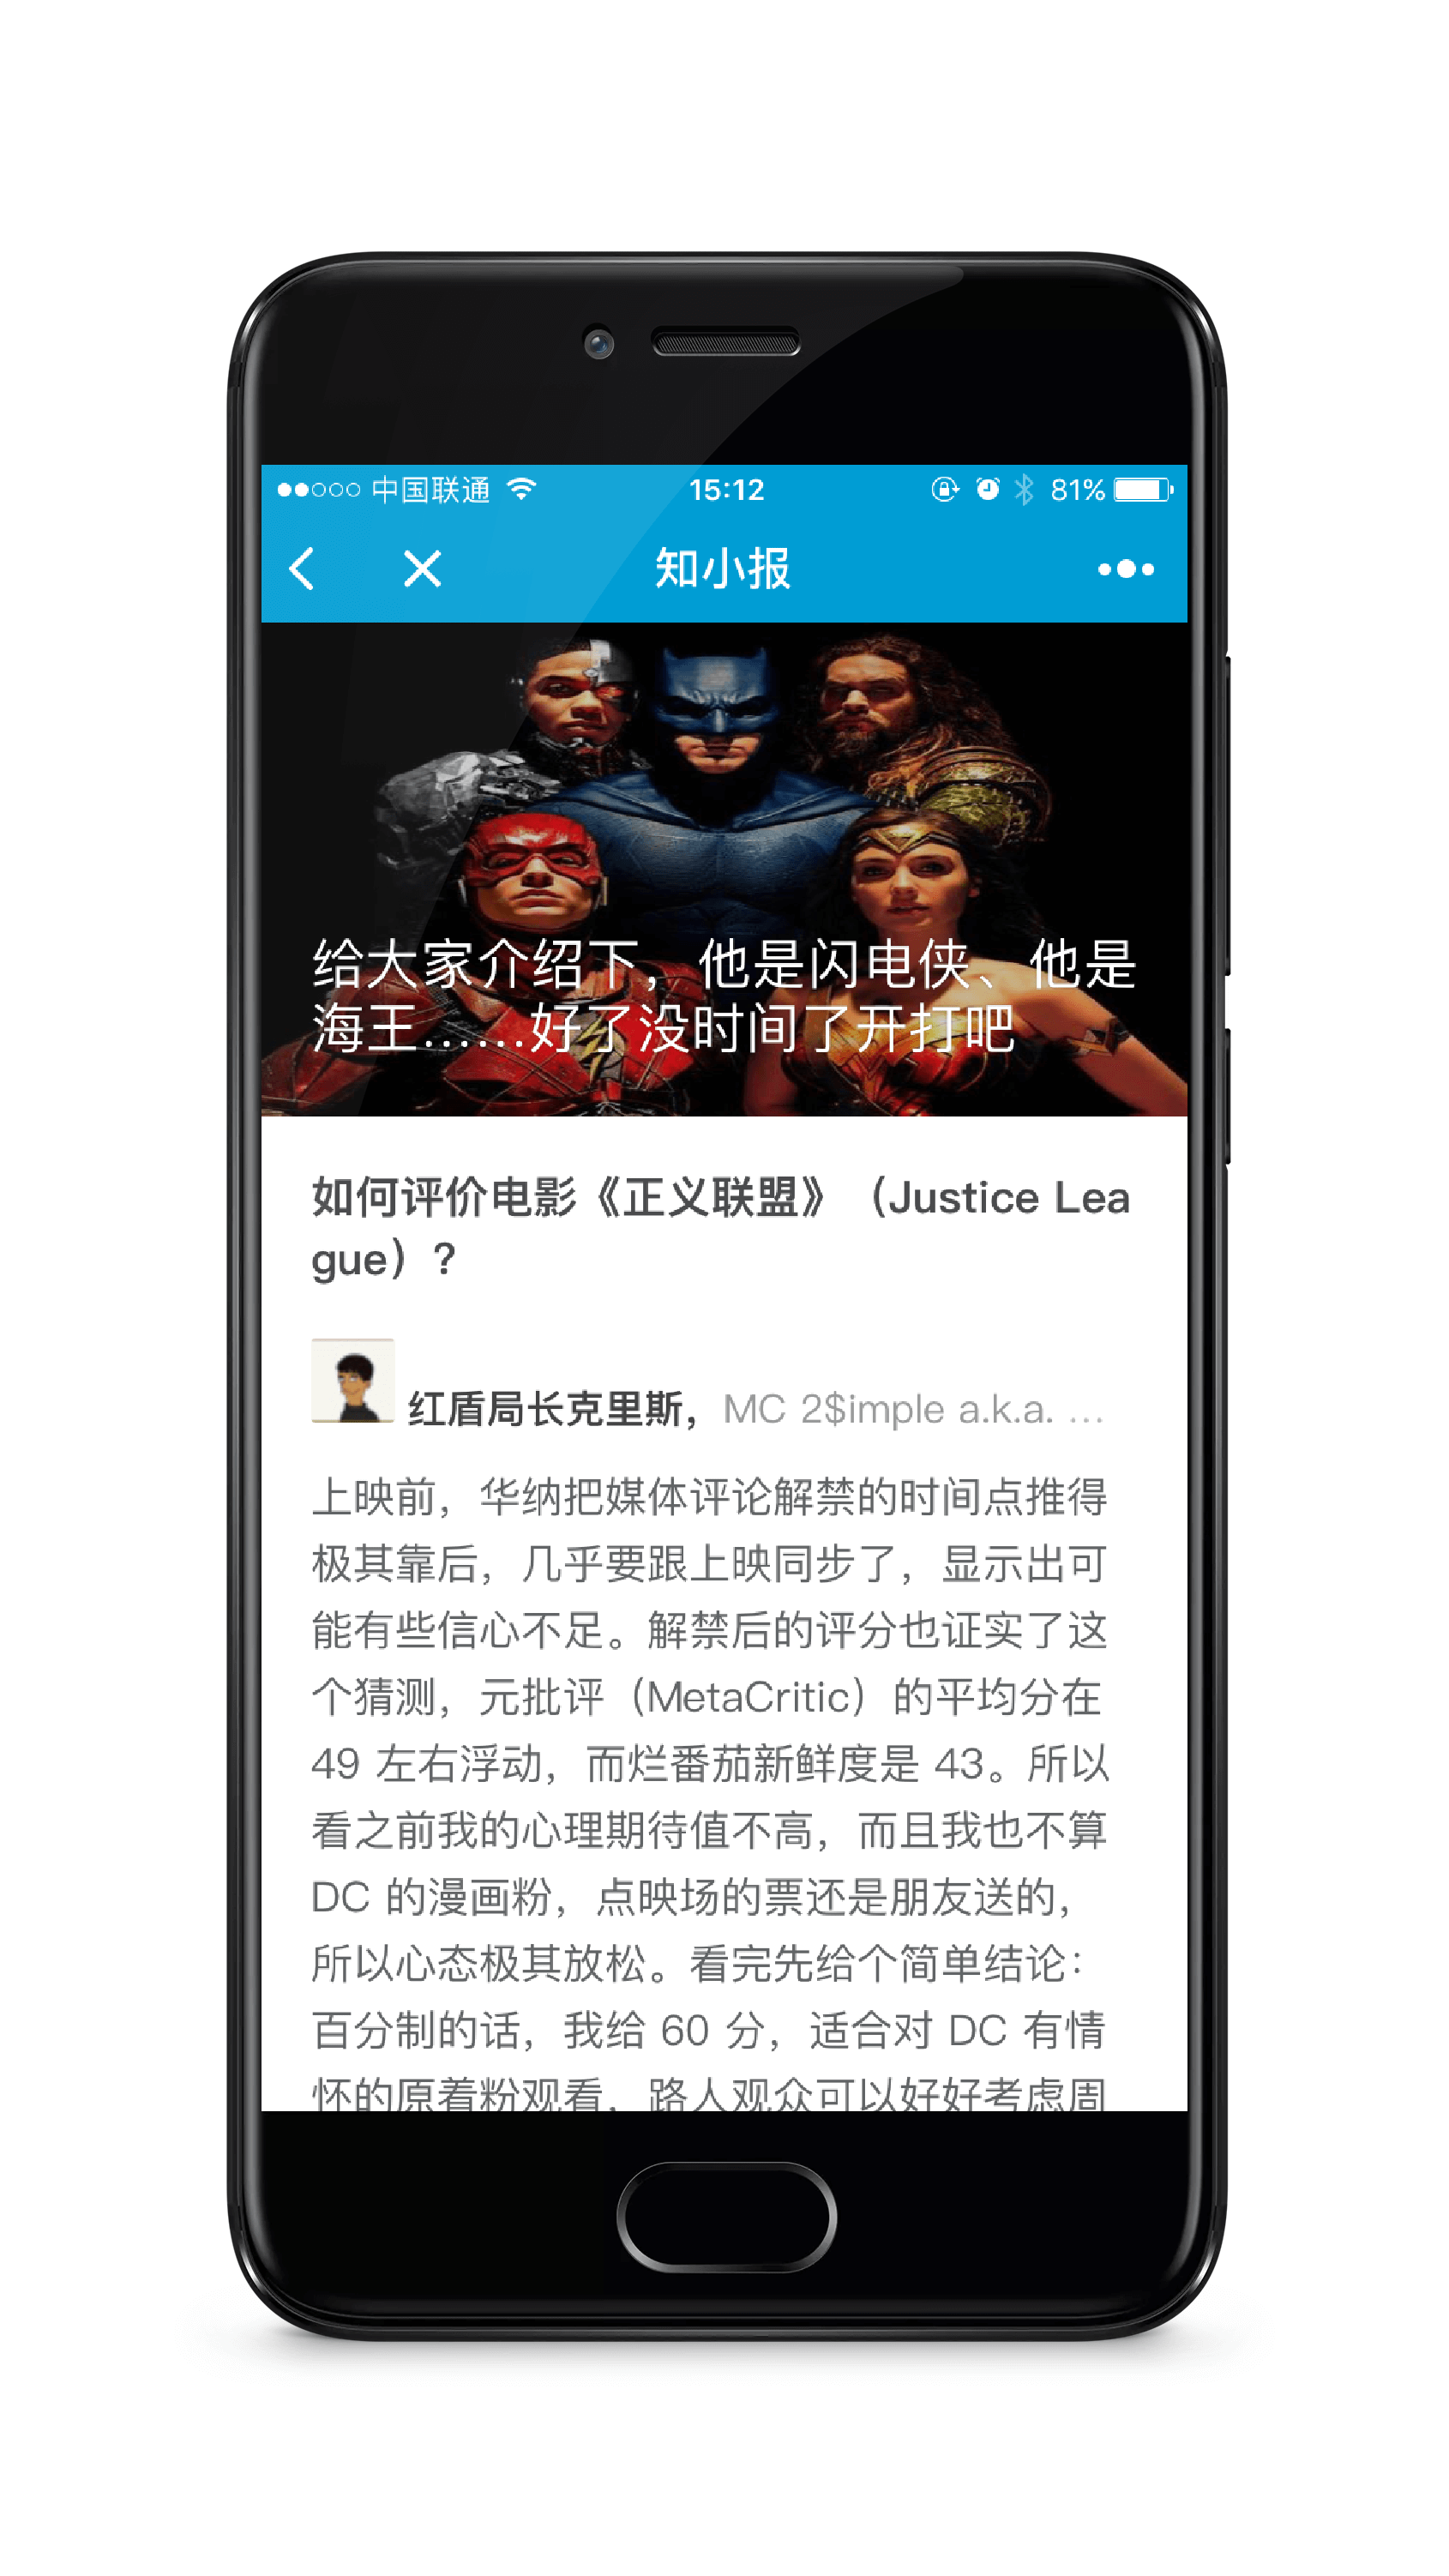 中国联通
15:12
81%
知小报
给大家介绍下，他是闪电侠、他是
海王……好了没时间了开打吧
如何评价电影《正义联盟》（Justice Lea
gue）？
红盾局长克里斯，MC 2$imple a.k.a. …
上映前，华纳把媒体评论解禁的时间点推得
极其靠后，几乎要跟上映同步了，显示出可
能有些信心不足。解禁后的评分也证实了这
个猜测，元批评（MetaCritic）的平均分在
49 左右浮动，而烂番茄新鲜度是 43。所以
看之前我的心理期待值不高，而且我也不算
DC 的漫画粉，点映场的票还是朋友送的，
所以心态极其放松。看完先给个简单结论：
百分制的话，我给 60 分，适合对 DC 有情
怀的原着粉观看，路人观众可以好好考虑周